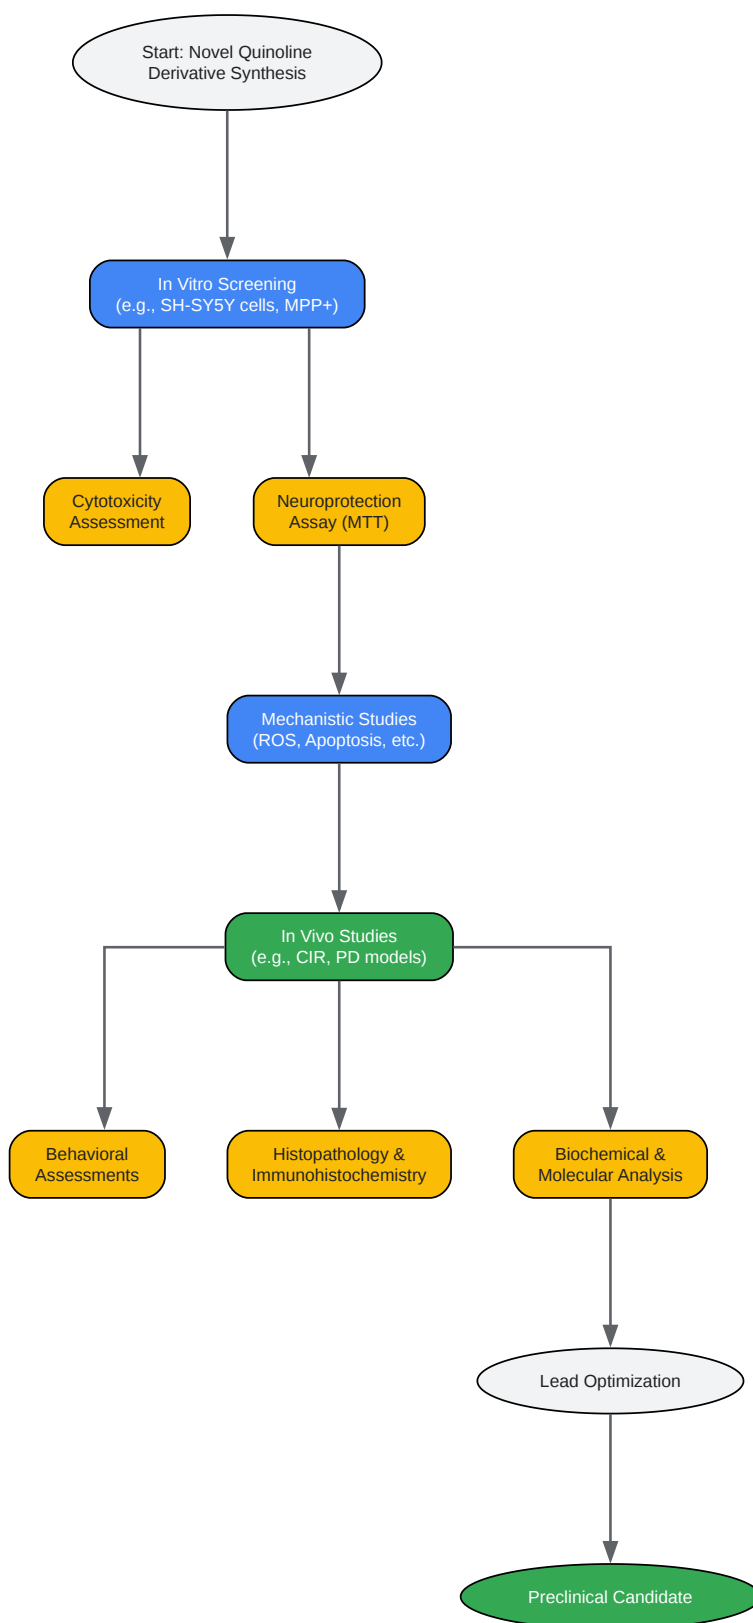 Start: Novel Quinoline
Derivative Synthesis
In Vitro Screening
(e.g., SH-SY5Y cells, MPP+)
Cytotoxicity
Assessment
Neuroprotection
Assay (MTT)
Mechanistic Studies
(ROS, Apoptosis, etc.)
In Vivo Studies
(e.g., CIR, PD models)
Behavioral
Assessments
Histopathology &
Immunohistochemistry
Biochemical &
Molecular Analysis
Lead Optimization
Preclinical Candidate